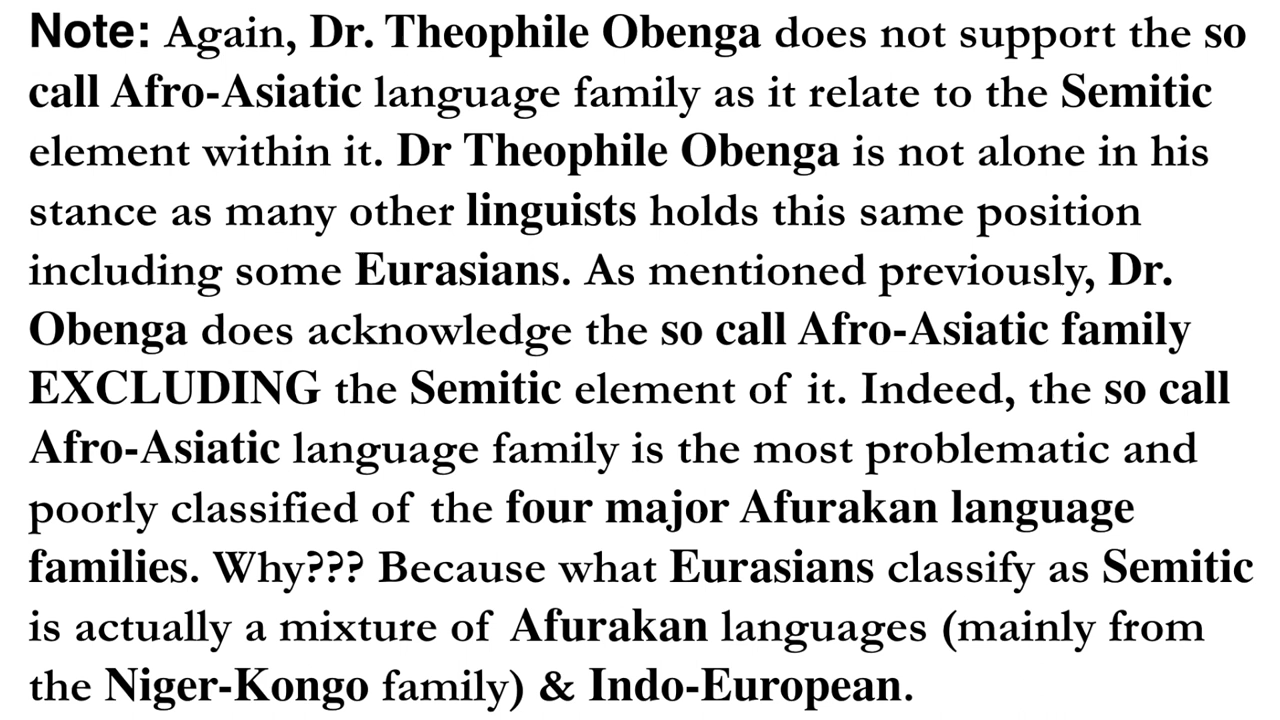 Note: Again, Dr. Theophile Obenga does not support the so
call Afro-Asiatic language family as it relate to the Semitic
element within it. Dr Theophile Obenga is not alone in his
stance as many other linguists holds this same position
including some Eurasians. As mentioned previously, Dr.
Obenga does acknowledge the so call Afro-Asiatic family
EXCLUDING the Semitic element of it. Indeed, the so call
Afro-Asiatic language family is the most problematic and
poorly classified of the four major Afurakan language
families. Why??? Because what Eurasians classify as Semitic
is actually a mixture of Afurakan languages (mainly from
the Niger-Kongo family) & Indo-European.